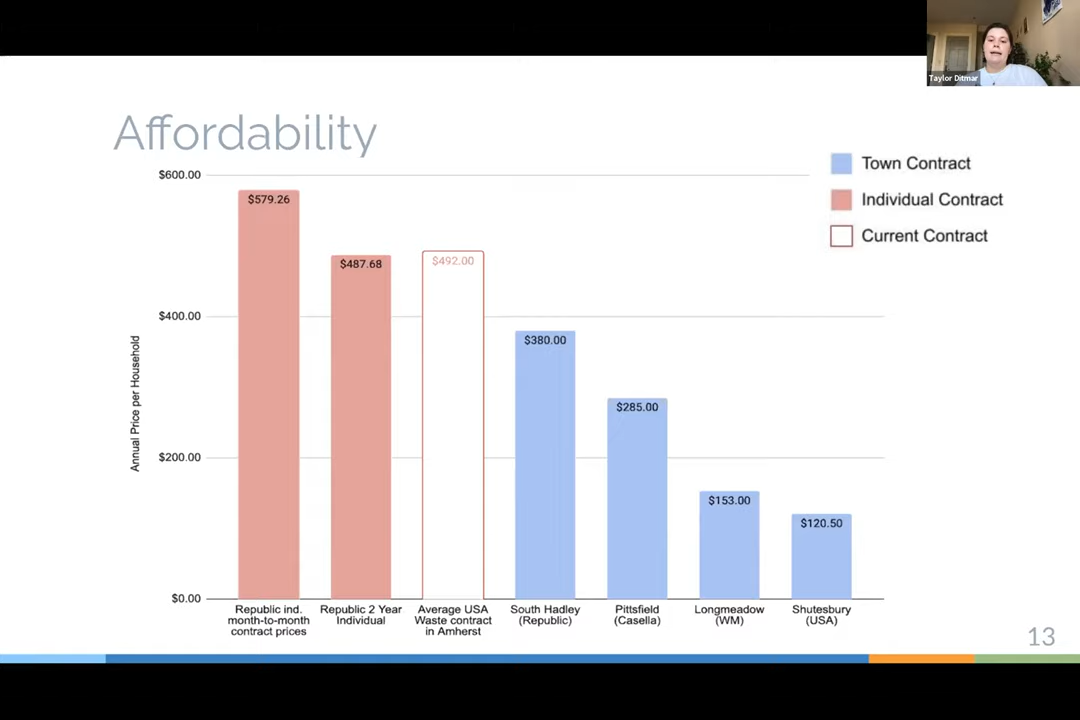 Taylor Ditmar
Affordability
Town Contract
Individual Contract
Current Contract
Annual Price per Household
$600.00
$400.00
$200.00
$0.00
$579.26
$487.68
$492.00
$380.00
$285.00
$153.00
$120.50
Republic ind.
month-to-month
contract prices
Republic 2 Year
Individual
Average USA
Waste contract
in Amherst
South Hadley
(Republic)
Pittsfield
(Casella)
Longmeadow
(WM)
Shutesbury
(USA)
13